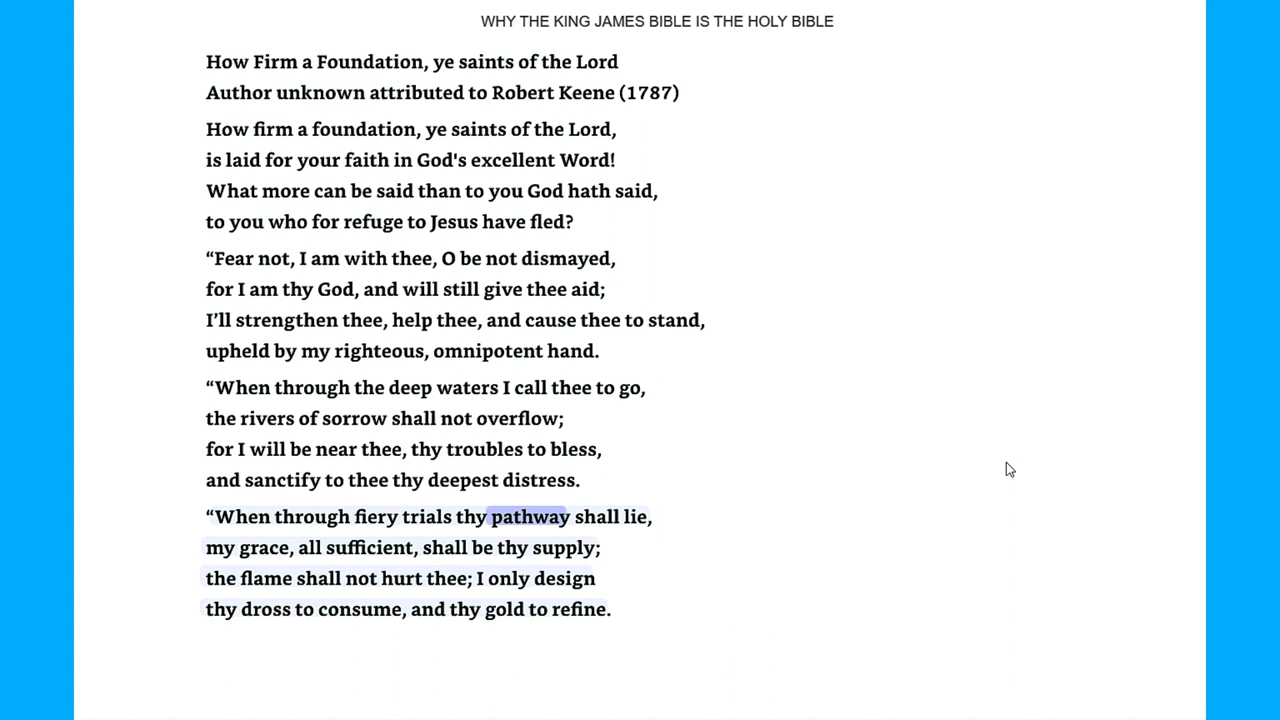 WHY THE KING JAMES BIBLE IS THE HOLY BIBLE
How Firm a Foundation, ye saints of the Lord
Author unknown attributed to Robert Keene (1787)
How firm a foundation, ye saints of the Lord,
is laid for your faith in God's excellent Word!
What more can be said than to you God hath said,
to you who for refuge to Jesus have fled?
“Fear not, I am with thee, O be not dismayed,
for I am thy God, and will still give thee aid;
I’ll strengthen thee, help thee, and cause thee to stand,
upheld by my righteous, omnipotent hand.
“When through the deep waters I call thee to go,
the rivers of sorrow shall not overflow;
for I will be near thee, thy troubles to bless,
and sanctify to thee thy deepest distress.
“When through fiery trials thy pathway shall lie,
my grace, all sufficient, shall be thy supply;
the flame shall not hurt thee; I only design
thy dross to consume, and thy gold to refine.